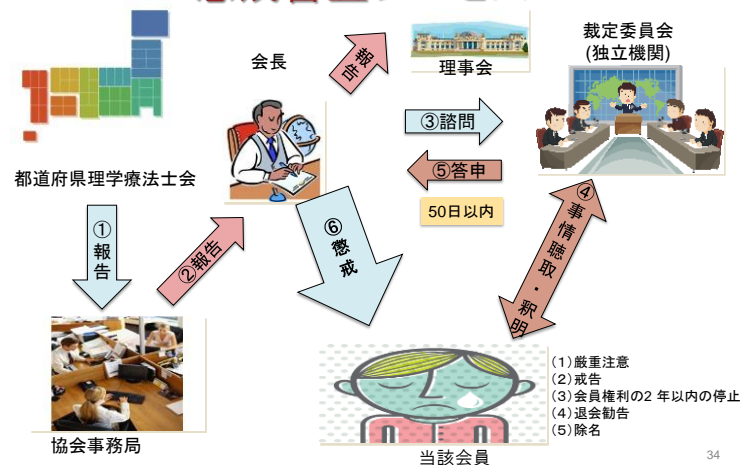 裁定委員会
(独立機関)
会長
報告
理事会
③諮問
⑤答申
50日以内
都道府県理学療法士会
①報告
②報告
⑥懲戒
④事情聴取・釈明
協会事務局
当該会員
(1)厳重注意
(2)戒告
(3)会員権利の2 年以内の停止
(4)退会勧告
(5)除名
34